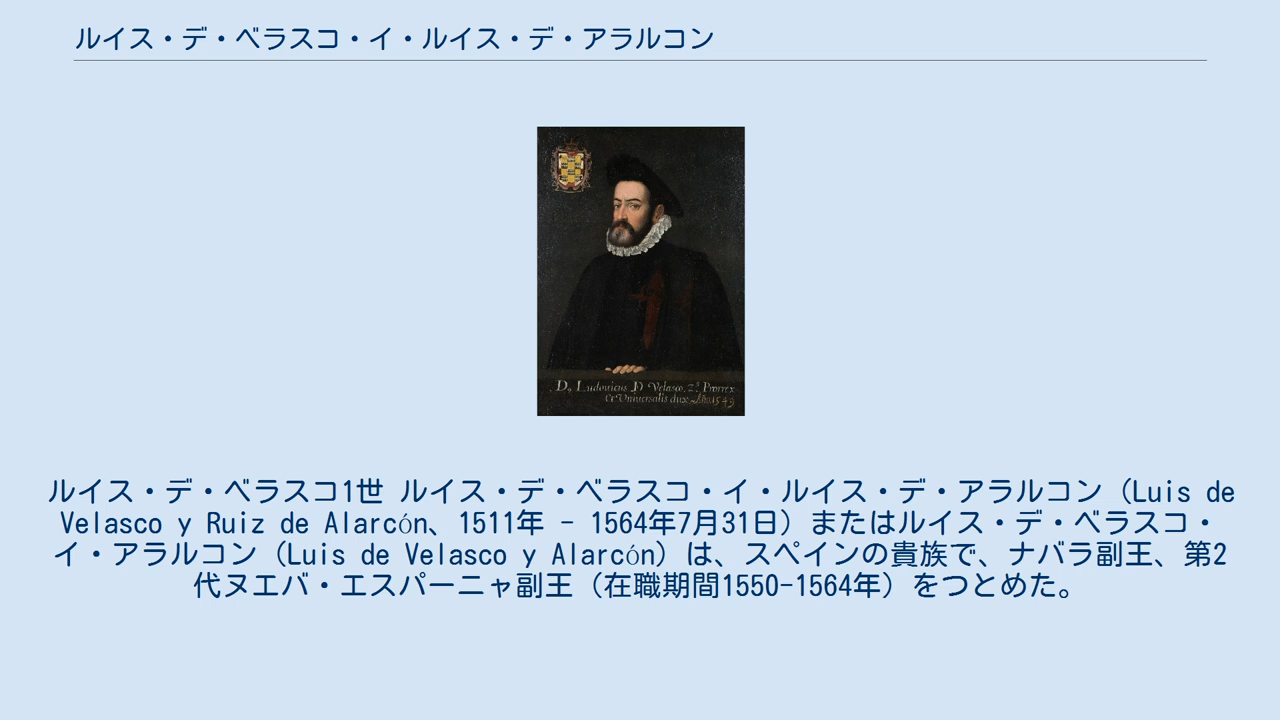 ルイス・デ・ベラスコ・イ・ルイス・デ・アラルコン
D. Ludovicus D Velasco, 2.
et Universalis dux Año 1549
ルイス・デ・ベラスコ1世 ルイス・デ・ベラスコ・イ・ルイス・デ・アラルコン（Luis de
Velasco y Ruiz de Alarcón、1511年 - 1564年7月31日）またはルイス・デ・ベラスコ・
イ・アラルコン（Luis de Velasco y Alarcón）は、スペインの貴族で、ナバラ副王、第2
代ヌエバ・エスパーニャ副王（在職期間1550-1564年）をつとめた。